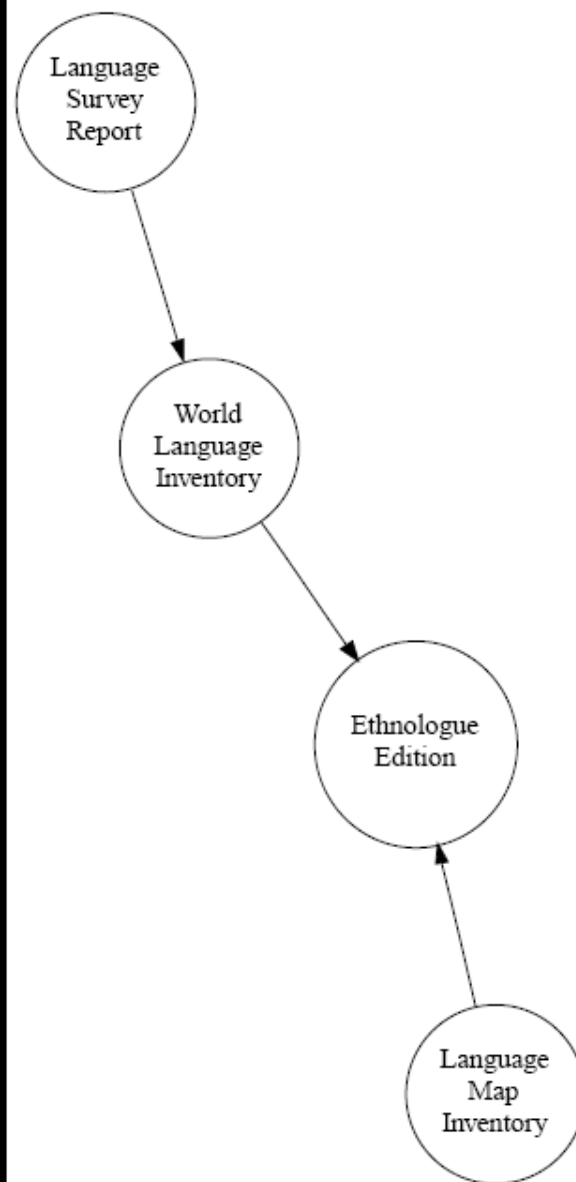 Language
Survey
Report
World
Language
Inventory
Ethnologue
Edition
Language
Map
Inventory